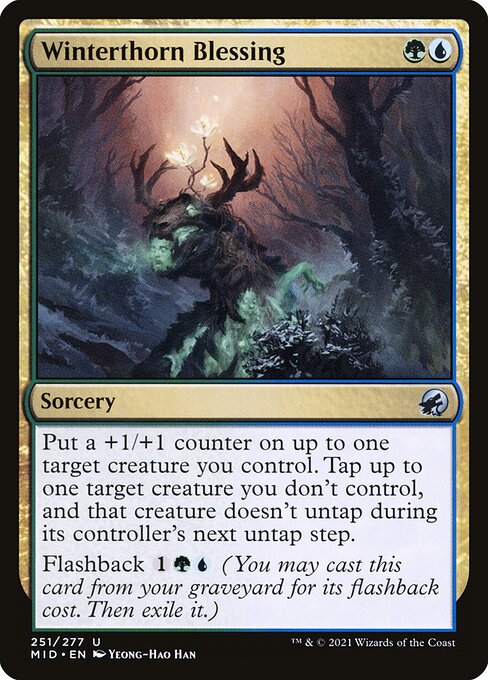 Winterthorn Blessing
Sorcery
Put a +1/+1 counter on up to one
target creature you control. Tap up to
one target creature you don't control,
and that creature doesn't untap during
its controller's next untap step.
Flashback 1 (You may cast this
card from your graveyard for its flashback
cost. Then exile it.)
251/277 U
MID • EN Yeong-Hao Han
™ & © 2021 Wizards of the Coast